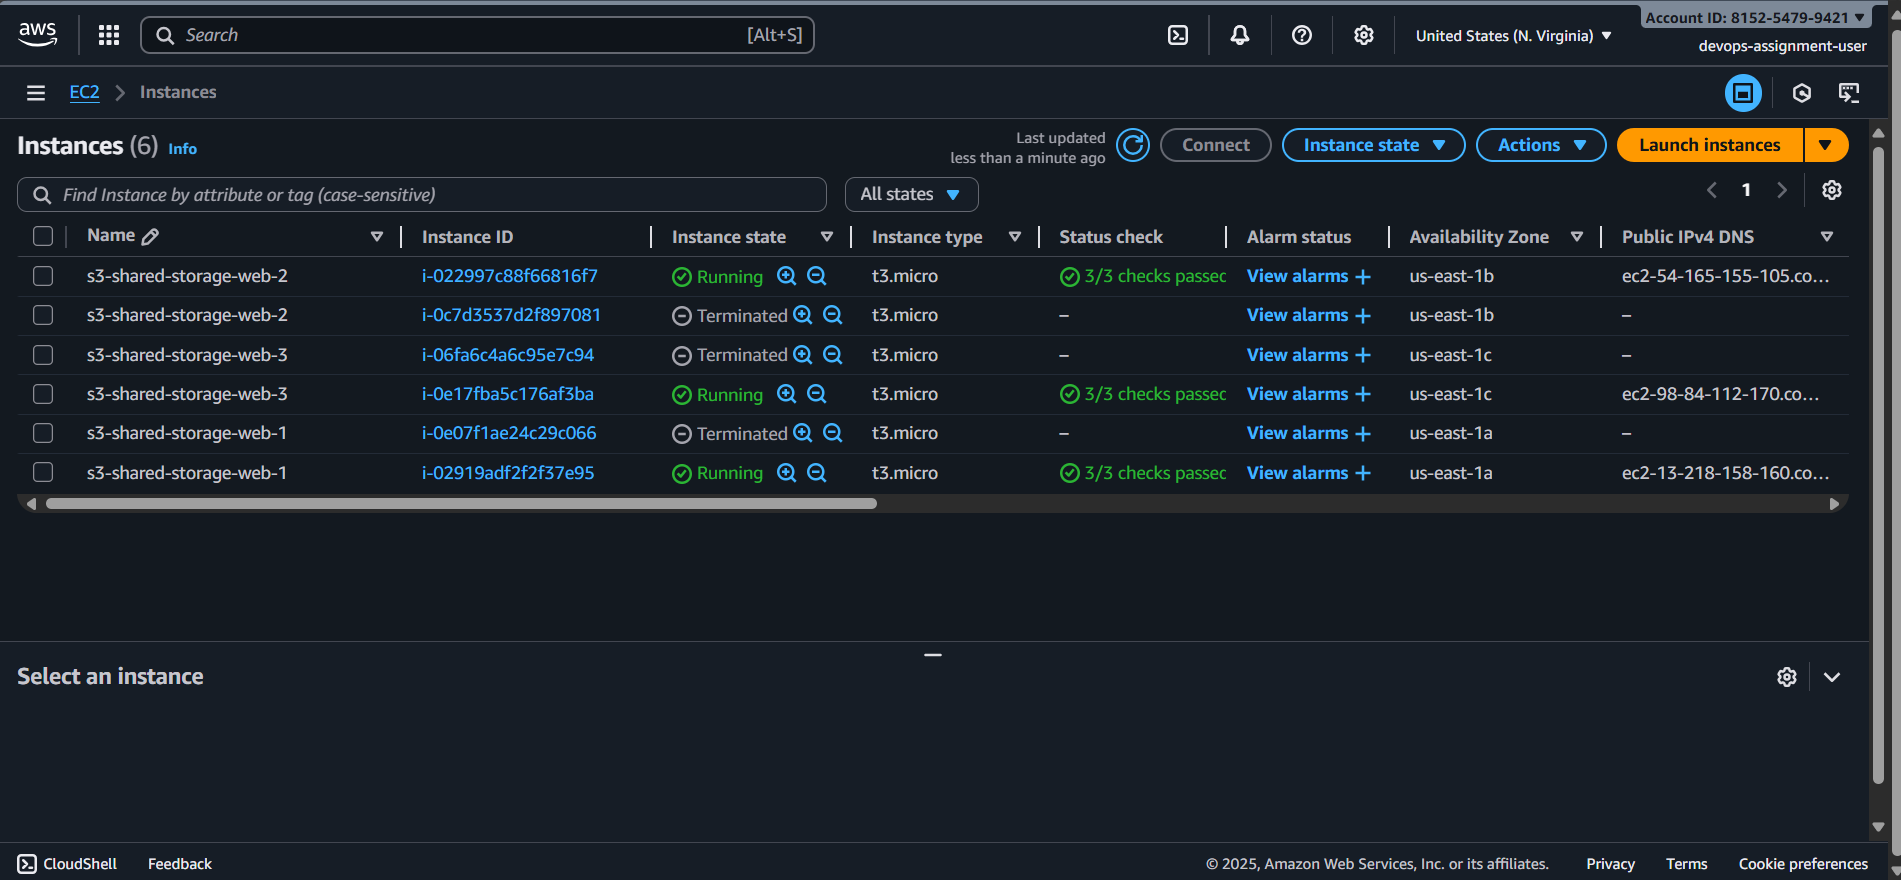 aws
Search [Alt+S]
United States (N. Virginia)
Account ID: 8152-5479-9421
devops-assignment-user
EC2 Instances
Instances (6) Info
Last updated
less than a minute ago
Connect Instance state Actions Launch instances
Find Instance by attribute or tag (case-sensitive) All states 1
Name Instance ID Instance state Instance type Status check Alarm status Availability Zone Public IPv4 DNS
s3-shared-storage-web-2 i-022997c88f66816f7 Running t3.micro 3/3 checks passec View alarms + us-east-1b ec2-54-165-155-105.co…
s3-shared-storage-web-2 i-0c7d3537d2f897081 Terminated t3.micro – View alarms + us-east-1b –
s3-shared-storage-web-3 i-06fa6c4a6c95e7c94 Terminated t3.micro – View alarms + us-east-1c –
s3-shared-storage-web-3 i-0e17fba5c176af3ba Running t3.micro 3/3 checks passec View alarms + us-east-1c ec2-98-84-112-170.co…
s3-shared-storage-web-1 i-0e07f1ae24c29c066 Terminated t3.micro – View alarms + us-east-1a –
s3-shared-storage-web-1 i-02919adf2f2f37e95 Running t3.micro 3/3 checks passec View alarms + us-east-1a ec2-13-218-158-160.co…
Select an instance
CloudShell Feedback © 2025, Amazon Web Services, Inc. or its affiliates. Privacy Terms Cookie preferences